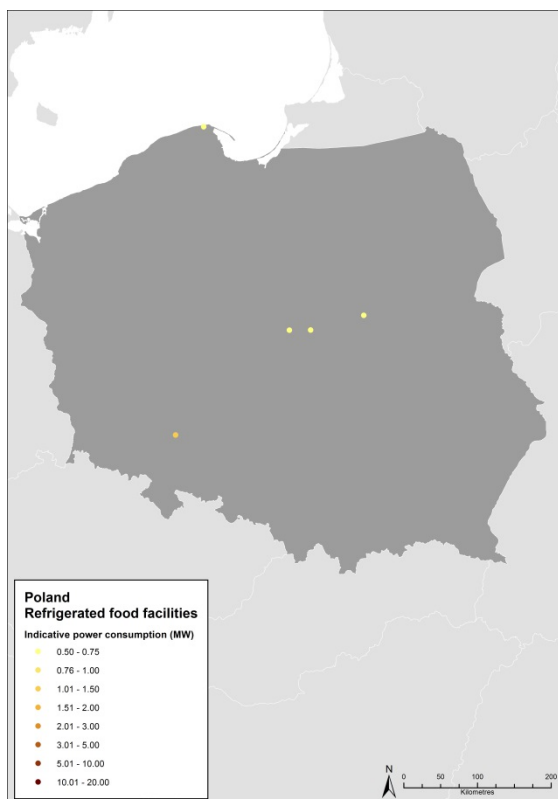 Poland
Refrigerated food facilities
Indicative power consumption (MW)
0.50 - 0.75
0.76 - 1.00
1.01 - 1.50
1.51 - 2.00
2.01 - 3.00
3.01 - 5.00
5.01 - 10.00
10.01 - 20.00
N
0 50 100 150 200
Kilometres